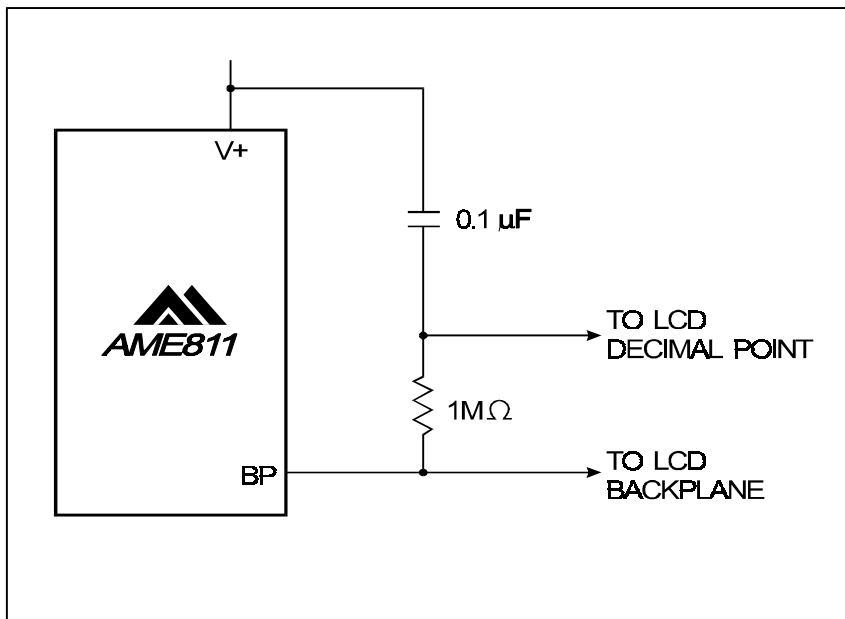 V+
0.1 µF
AME811
TO LCD
DECIMAL POINT
1MΩ
BP
TO LCD
BACKPLANE